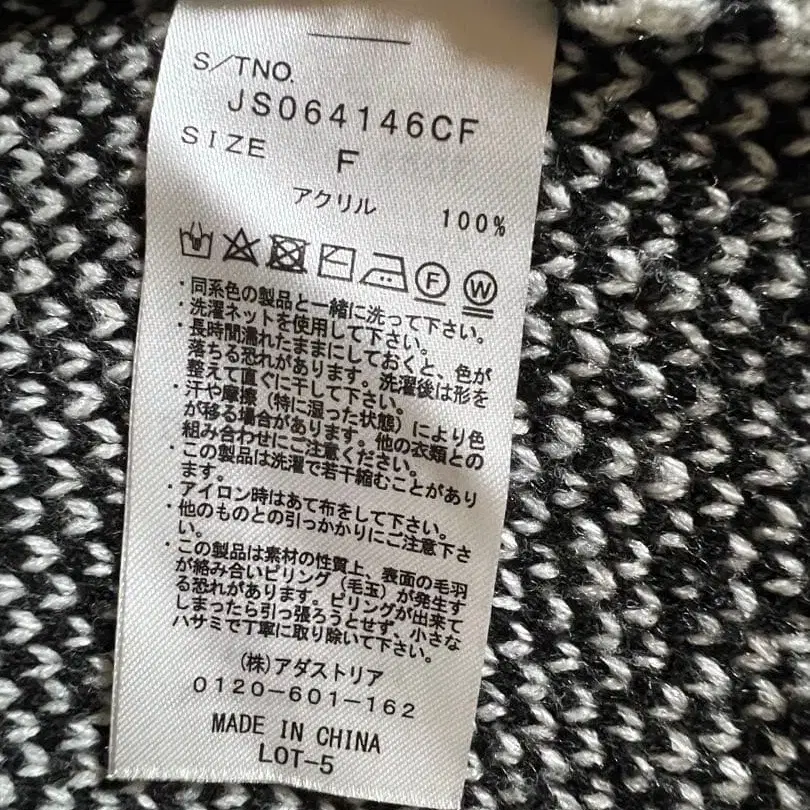 S/TNO.
JS064146CF
SIZE F
アクリル 100%
F W
・同系色の製品と一緒に洗って下さい。
・洗濯ネットを使用して下さい。
・長時間濡れたままにしておくと、色が
落ちる恐れがあります。洗濯後は形を
整えて直ぐに干して下さい。
・汗や摩擦(特に湿った状態)により色
が移る場合があります。他の衣類との
組み合わせにご注意ください。
・この製品は洗濯で若干縮むことがあり
ます。
・アイロン時はあて布をして下さい。
・他のものとの引っかかりにご注意下さ
い。
・この製品は素材の性質上、表面の毛羽
が絡み合いピリング(毛玉)が発生す
る恐れがあります。ピリングが出来て
しまったら引っ張ろうとせず、小さな
ハサミで丁寧に取り除いて下さい。
(株)アダストリア
0120-601-162
MADE IN CHINA
LOT-5